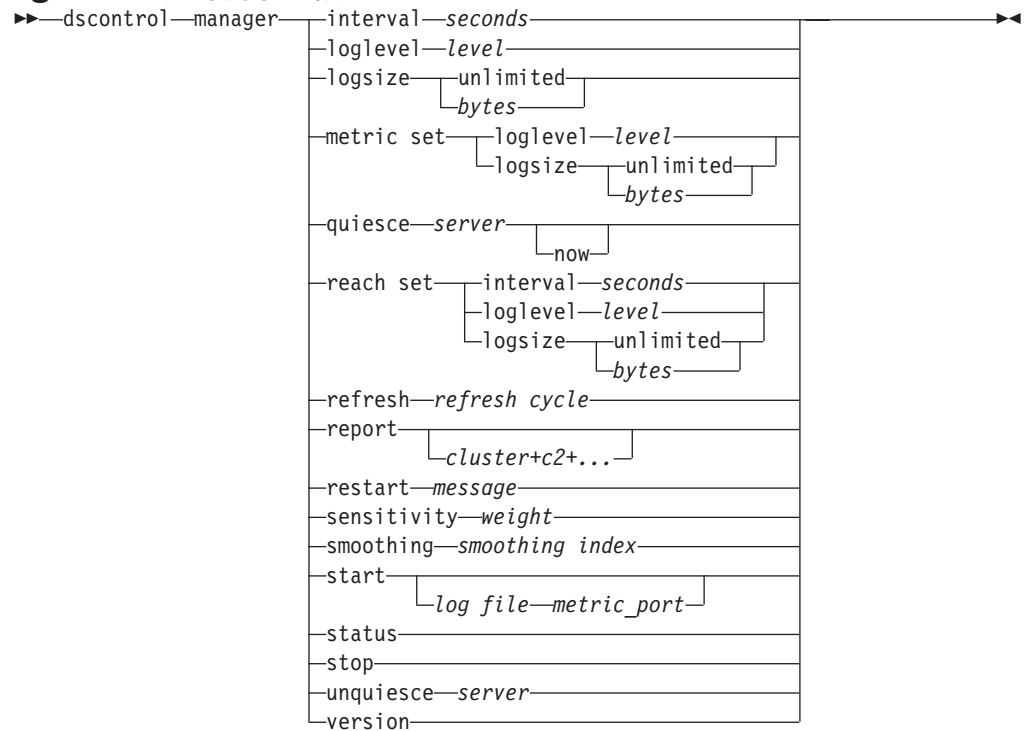 dscontrol manager interval seconds
loglevel level
logsize unlimited
bytes
metric set loglevel level
logsize unlimited
bytes
quiesce server
now
reach set interval seconds
loglevel level
logsize unlimited
bytes
refresh refresh cycle
report
cluster+c2+...
restart message
sensitivity weight
smoothing smoothing index
start
log file metric_port
status
stop
unquiesce server
version